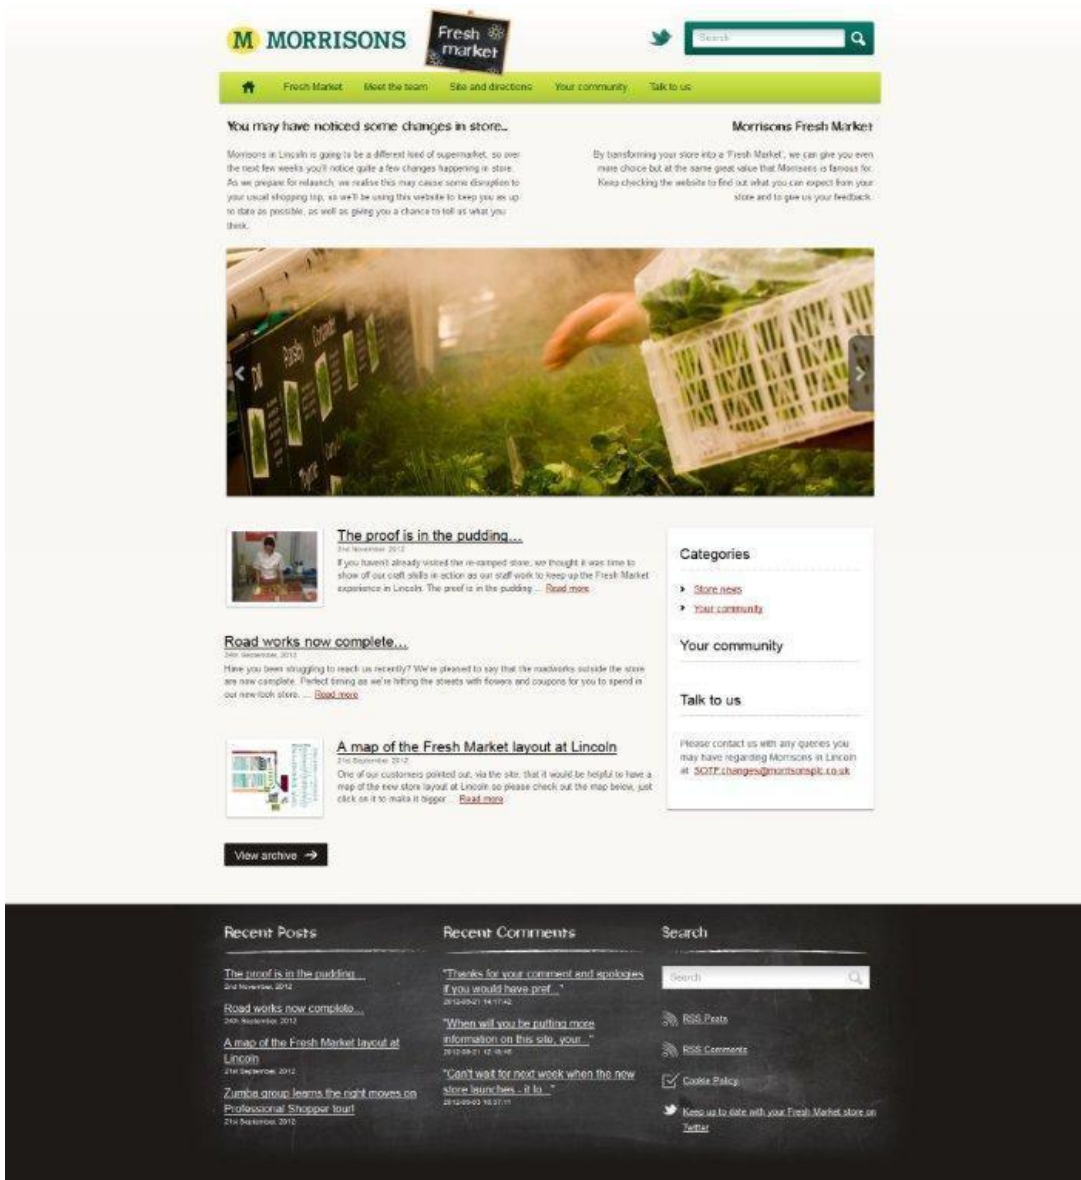 M MORRISONS
Fresh
market
Search
Fresh Market Meet the team Site and directions Your community Talk to us
You may have noticed some changes in store...
Morrisons in Lincoln is going to be a different kind of supermarket, so over
the next few weeks you'll notice quite a few changes happening in store.
As we prepare for relaunch, we realise this may cause some disruption to
your usual shopping trip, so we'll be using this website to keep you as up
to date as possible, as well as giving you a chance to tell us what you
think.
Morrisons Fresh Market
By transforming your store into a 'Fresh Market', we can give you even
more choice but at the same great value that Morrisons is famous for.
Keep checking the website to find out what you can expect from your
store and to give us your feedback.
Dill
Parsley
Coriander
Thyme
The proof is in the pudding...
2nd November, 2012
If you haven't already visited the re-vamped store, we thought it was time to
show of our craft skills in action as our staff work to keep up the Fresh Market
experience in Lincoln. The proof is in the pudding ... Read more
Road works now complete...
24th September, 2012
Have you been struggling to reach us recently? We're pleased to say that the roadworks outside the store
are now complete. Perfect timing as we're hitting the streets with flowers and coupons for you to spend in
our new-look store. ... Read more
A map of the Fresh Market layout at Lincoln
21st September, 2012
One of our customers pointed out, via the site, that it would be helpful to have a
map of the new store layout at Lincoln so please check out the map below, just
click on it to make it bigger ... Read more
View archive
Categories
Store news
Your community
Your community
Talk to us
Please contact us with any queries you
may have regarding Morrisons in Lincoln
at SOTF.changes@morrisonsplc.co.uk
Recent Posts
The proof is in the pudding...
2nd November, 2012
Road works now complete...
24th September, 2012
A map of the Fresh Market layout at
Lincoln
21st September, 2012
Zumba group learns the right moves on
Professional Shopper tour!
21st September, 2012
Recent Comments
"Thanks for your comment and apologies
if you would have pref..."
2012-09-21 14:17:42
"When will you be putting more
information on this site, your..."
"Can't wait for next week when the new
store launches - it lo..."
2012-09-03 10:37:11
Search
Search
RSS Posts
RSS Comments
Cookie Policy
Keep up to date with your Fresh Market store on
Twitter